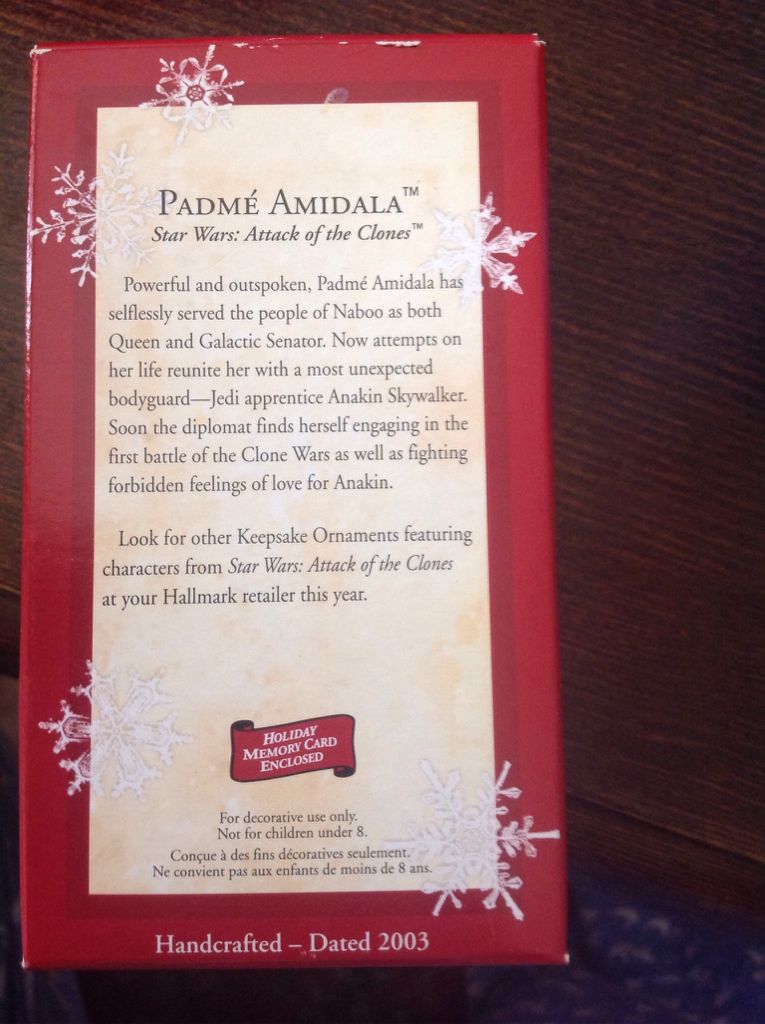 PADMÉ AMIDALA™
Star Wars: Attack of the Clones™
Powerful and outspoken, Padmé Amidala has
selflessly served the people of Naboo as both
Queen and Galactic Senator. Now attempts on
her life reunite her with a most unexpected
bodyguard—Jedi apprentice Anakin Skywalker.
Soon the diplomat finds herself engaging in the
first battle of the Clone Wars as well as fighting
forbidden feelings of love for Anakin.
Look for other Keepsake Ornaments featuring
characters from Star Wars: Attack of the Clones
at your Hallmark retailer this year.
HOLIDAY
MEMORY CARD
ENCLOSED
For decorative use only.
Not for children under 8.
Conçue à des fins décoratives seulement.
Ne convient pas aux enfants de moins de 8 ans.
Handcrafted – Dated 2003